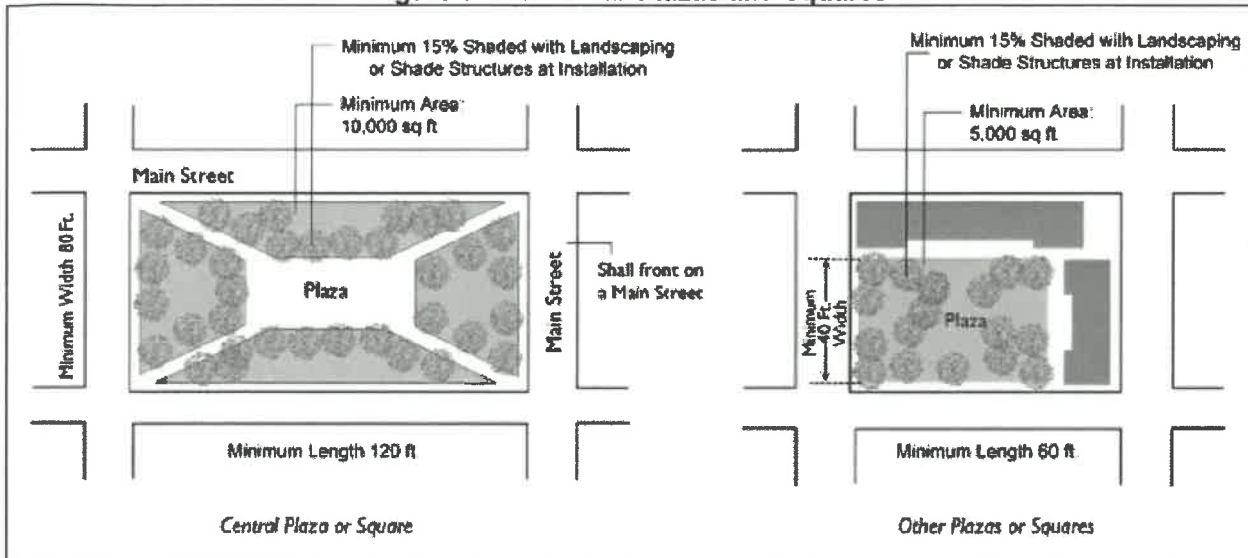 Plazas and Squares
Minimum 15% Shaded with Landscaping
or Shade Structures at Installation
Minimum Area:
10,000 sq ft
Main Street
Minimum Width 80 Ft.
Plaza
Main Street
Shall front on
a Main Street
Minimum Length 120 ft
Central Plaza or Square
Minimum 15% Shaded with Landscaping
or Shade Structures at Installation
Minimum Area:
5,000 sq ft
Minimum
40 Ft.
Width
Plaza
Minimum Length 60 ft
Other Plazas or Squares